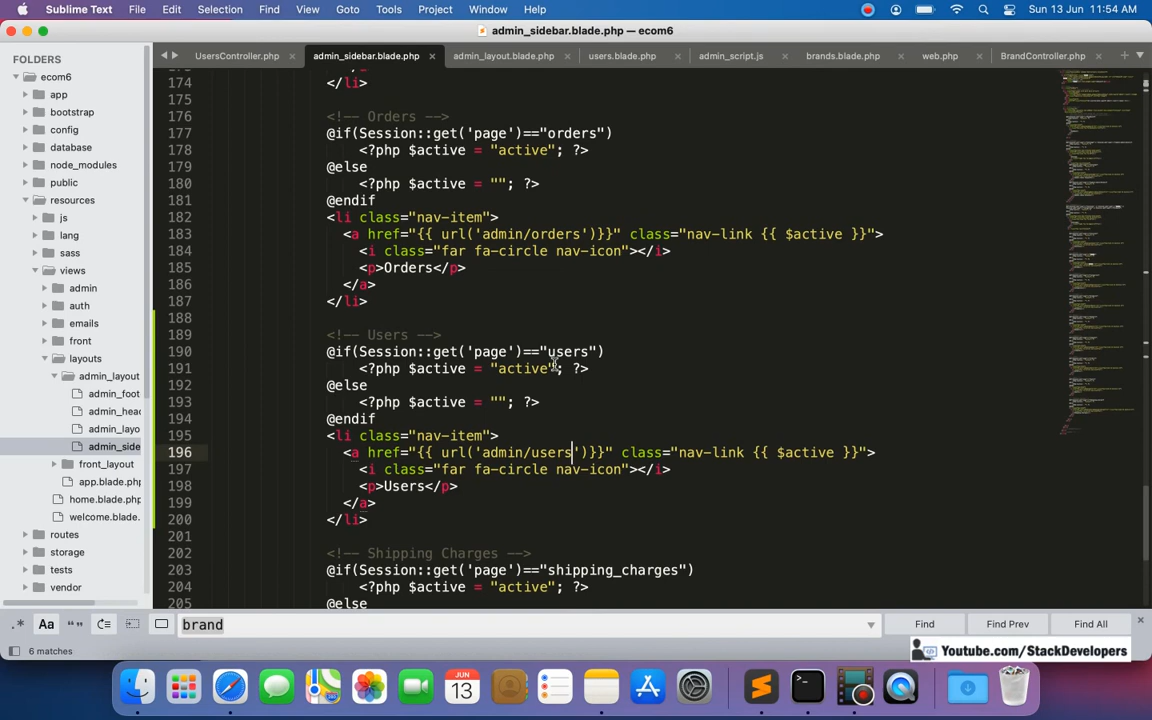 Sublime Text File Edit Selection Find View Goto Tools Project Window Help Sun 13 Jun 11:54 AM
admin_sidebar.blade.php — ecom6
FOLDERS
UsersController.php × admin_sidebar.blade.php × admin_layout.blade.php × users.blade.php × admin_script.js × brands.blade.php × web.php × BrandController.php × +
ecom6
app
bootstrap
config
database
node_modules
public
resources
js
lang
sass
views
admin
auth
emails
front
layouts
admin_layout
admin_foot
admin_hea
admin_layo
admin_side
front_layout
app.blade.php
home.blade.php
welcome.blade.
routes
storage
tests
vendor
174 </li>
175
176 <!-- Orders -->
177 @if(Session::get('page')=="orders")
178 <?php $active = "active"; ?>
179 @else
180 <?php $active = ""; ?>
181 @endif
182 <li class="nav-item">
183 <a href="{{ url('admin/orders')}}" class="nav-link {{ $active }}">
184 <i class="far fa-circle nav-icon"></i>
185 <p>Orders</p>
186 </a>
187 </li>
188
189 <!-- Users -->
190 @if(Session::get('page')=="users")
191 <?php $active = "active"; ?>
192 @else
193 <?php $active = ""; ?>
194 @endif
195 <li class="nav-item">
196 <a href="{{ url('admin/users')}}" class="nav-link {{ $active }}">
197 <i class="far fa-circle nav-icon"></i>
198 <p>Users</p>
199 </a>
200 </li>
201
202 <!-- Shipping Charges -->
203 @if(Session::get('page')=="shipping_charges")
204 <?php $active = "active"; ?>
205 @else
.* Aa “” brand Find Find Prev Find All ×
6 matches
Youtube.com/StackDevelopers
JUN
13